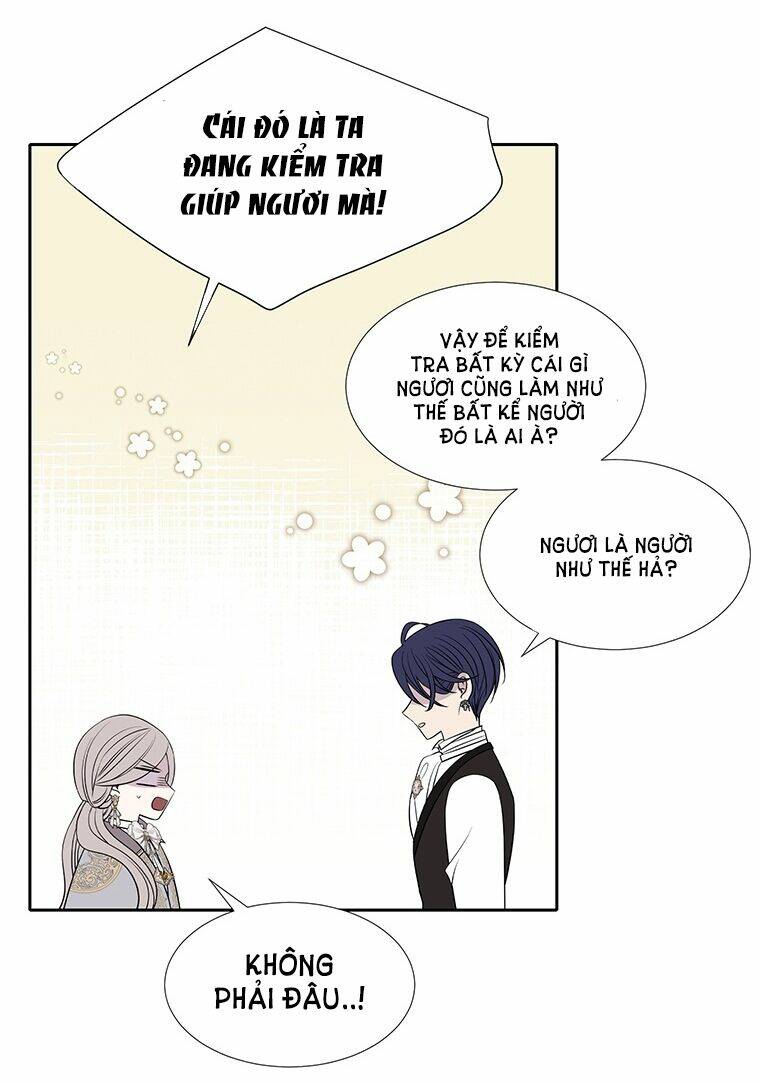 CÁI ĐÓ LÀ TA
ĐANG KIỂM TRA
GIÚP NGƯƠI MÀ!
VẬY ĐỂ KIỂM
TRA BẤT KỲ CÁI GÌ
NGƯƠI CŨNG LÀM NHƯ
THẾ BẤT KỂ NGƯỜI
ĐÓ LÀ AI À?
NGƯƠI LÀ NGƯỜI
NHƯ THẾ HẢ?
KHÔNG
PHẢI ĐÂU..!